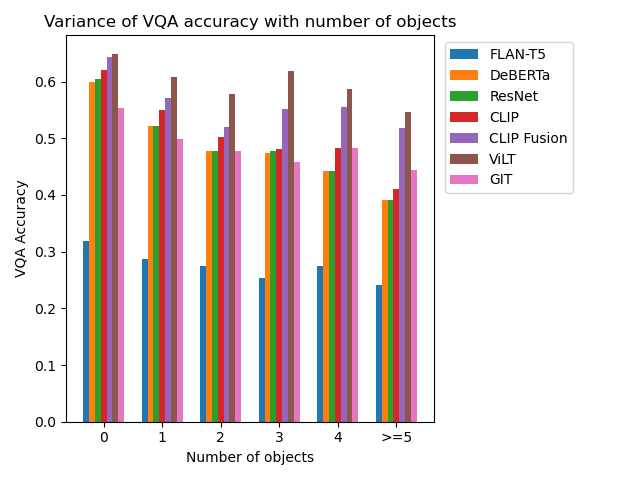 Variance of VQA accuracy with number of objects
FLAN-T5
DeBERTa
ResNet
CLIP
CLIP Fusion
ViLT
GIT
VQA Accuracy
0.6
0.5
0.4
0.3
0.2
0.1
0.0
0 1 2 3 4 >=5
Number of objects